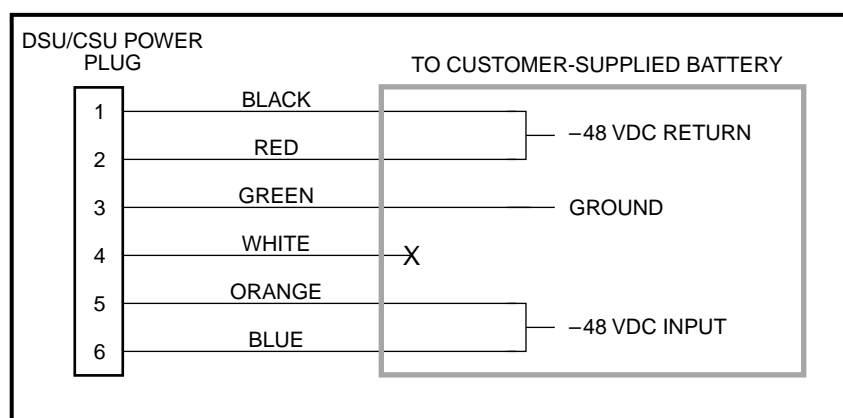 DSU/CSU POWER
PLUG
TO CUSTOMER-SUPPLIED BATTERY
1 BLACK
–48 VDC RETURN
2 RED
3 GREEN GROUND
4 WHITE X
5 ORANGE
–48 VDC INPUT
6 BLUE